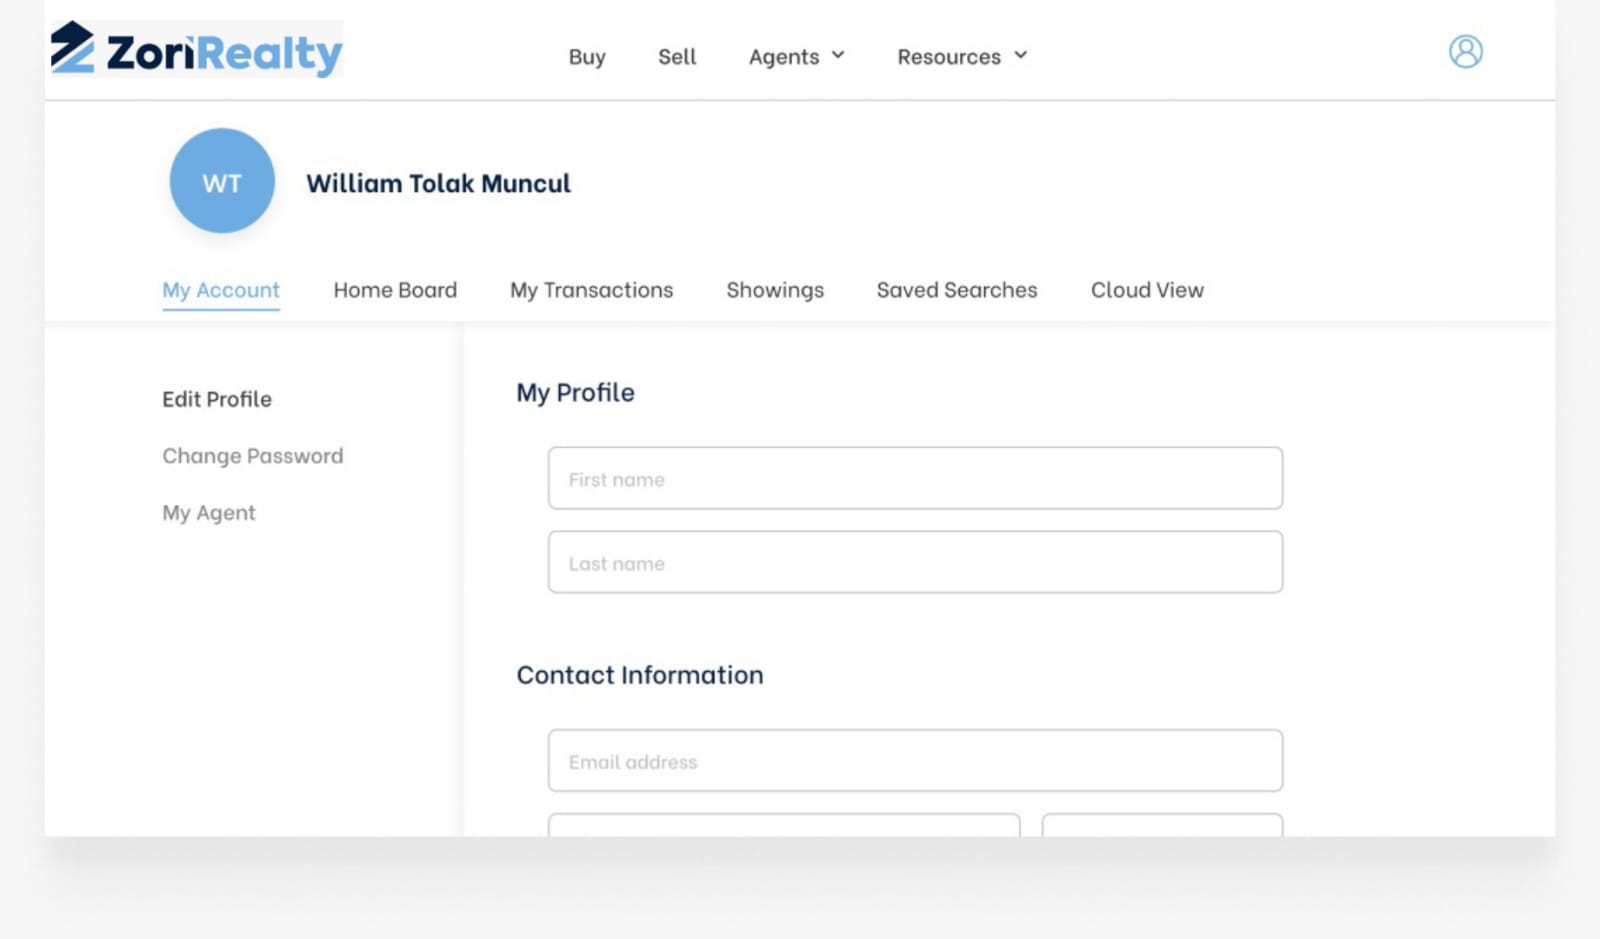 ZoriRealty
Buy Sell Agents Resources
WT
William Tolak Muncul
My Account Home Board My Transactions Showings Saved Searches Cloud View
Edit Profile
Change Password
My Agent
My Profile
First name
Last name
Contact Information
Email address